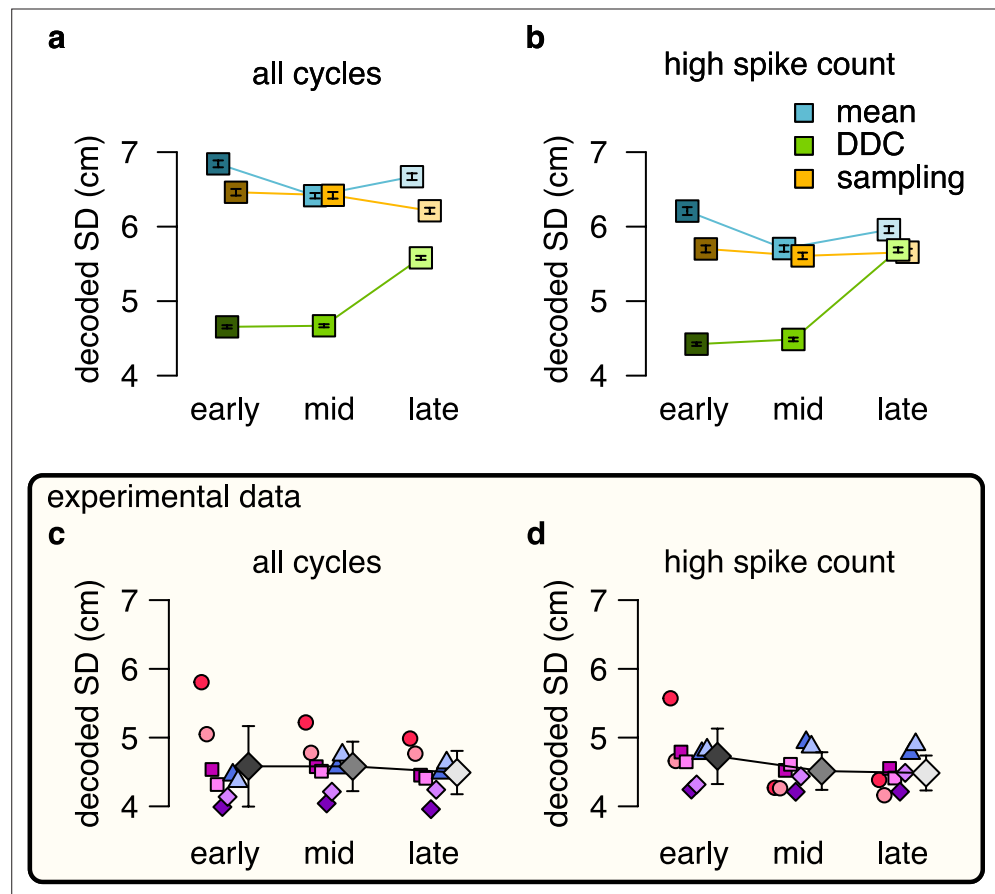 a
all cycles
decoded SD (cm)
7
6
5
4
early mid late
b
high spike count
mean
DDC
sampling
decoded SD (cm)
7
6
5
4
early mid late
experimental data
c
all cycles
decoded SD (cm)
7
6
5
4
early mid late
d
high spike count
decoded SD (cm)
7
6
5
4
early mid late